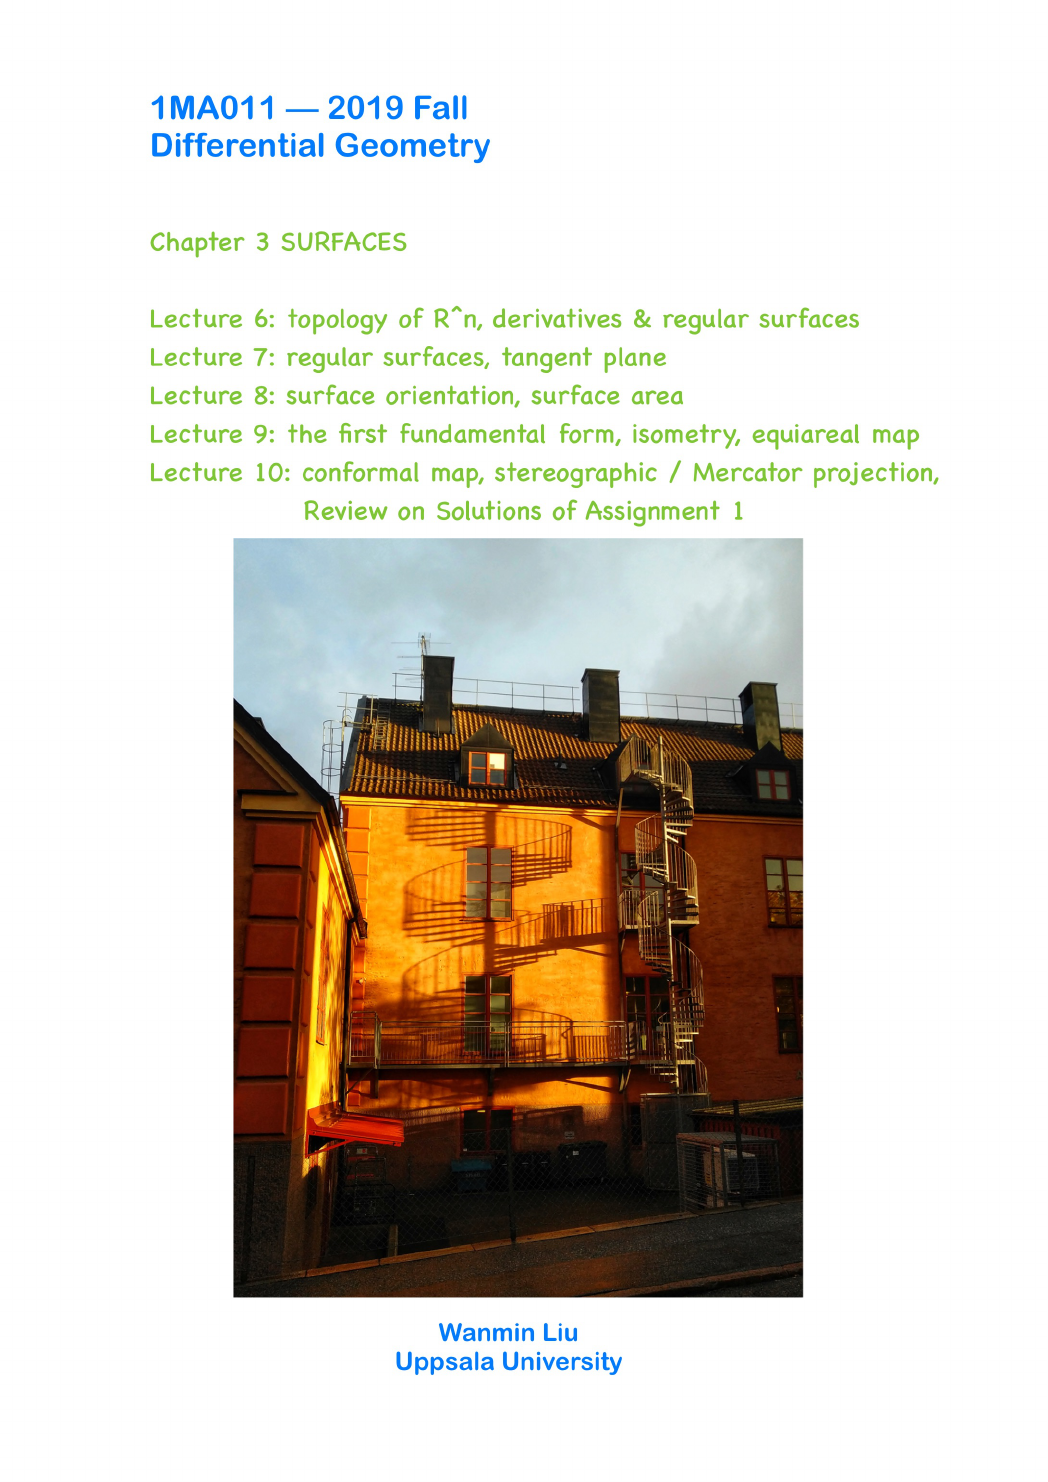 1MA011 — 2019 Fall
Differential Geometry
Chapter 3 SURFACES
Lecture 6: topology of R^n, derivatives & regular surfaces
Lecture 7: regular surfaces, tangent plane
Lecture 8: surface orientation, surface area
Lecture 9: the first fundamental form, isometry, equiareal map
Lecture 10: conformal map, stereographic / Mercator projection,
Review on Solutions of Assignment 1
Wanmin Liu
Uppsala University